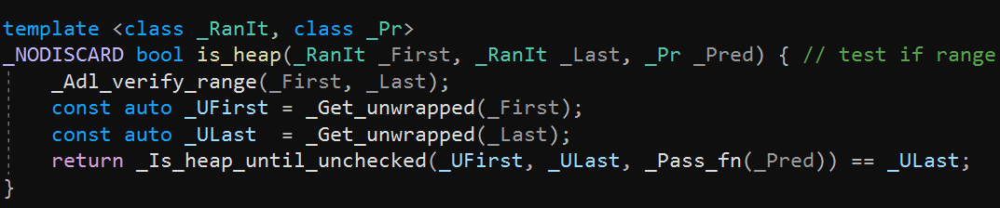 template <class _RanIt, class _Pr>
_NODISCARD bool is_heap(_RanIt _First, _RanIt _Last, _Pr _Pred) { // test if range
    _Adl_verify_range(_First, _Last);
    const auto _UFirst = _Get_unwrapped(_First);
    const auto _ULast  = _Get_unwrapped(_Last);
    return _Is_heap_until_unchecked(_UFirst, _ULast, _Pass_fn(_Pred)) == _ULast;
}